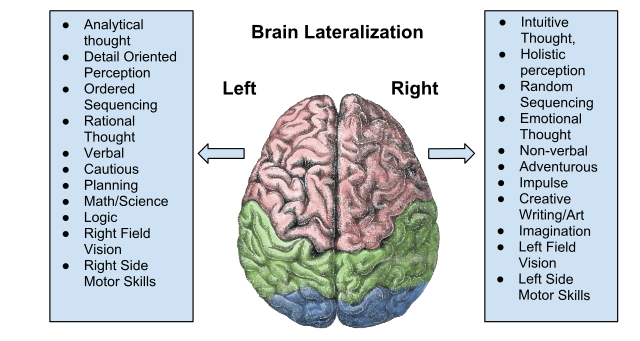 Brain Lateralization
Left
Right
● Analytical
thought
● Detail Oriented
Perception
● Ordered
Sequencing
● Rational
Thought
● Verbal
● Cautious
● Planning
● Math/Science
● Logic
● Right Field
Vision
● Right Side
Motor Skills
● Intuitive
Thought,
● Holistic
perception
● Random
Sequencing
● Emotional
Thought
● Non-verbal
● Adventurous
● Impulse
● Creative
Writing/Art
● Imagination
● Left Field
Vision
● Left Side
Motor Skills